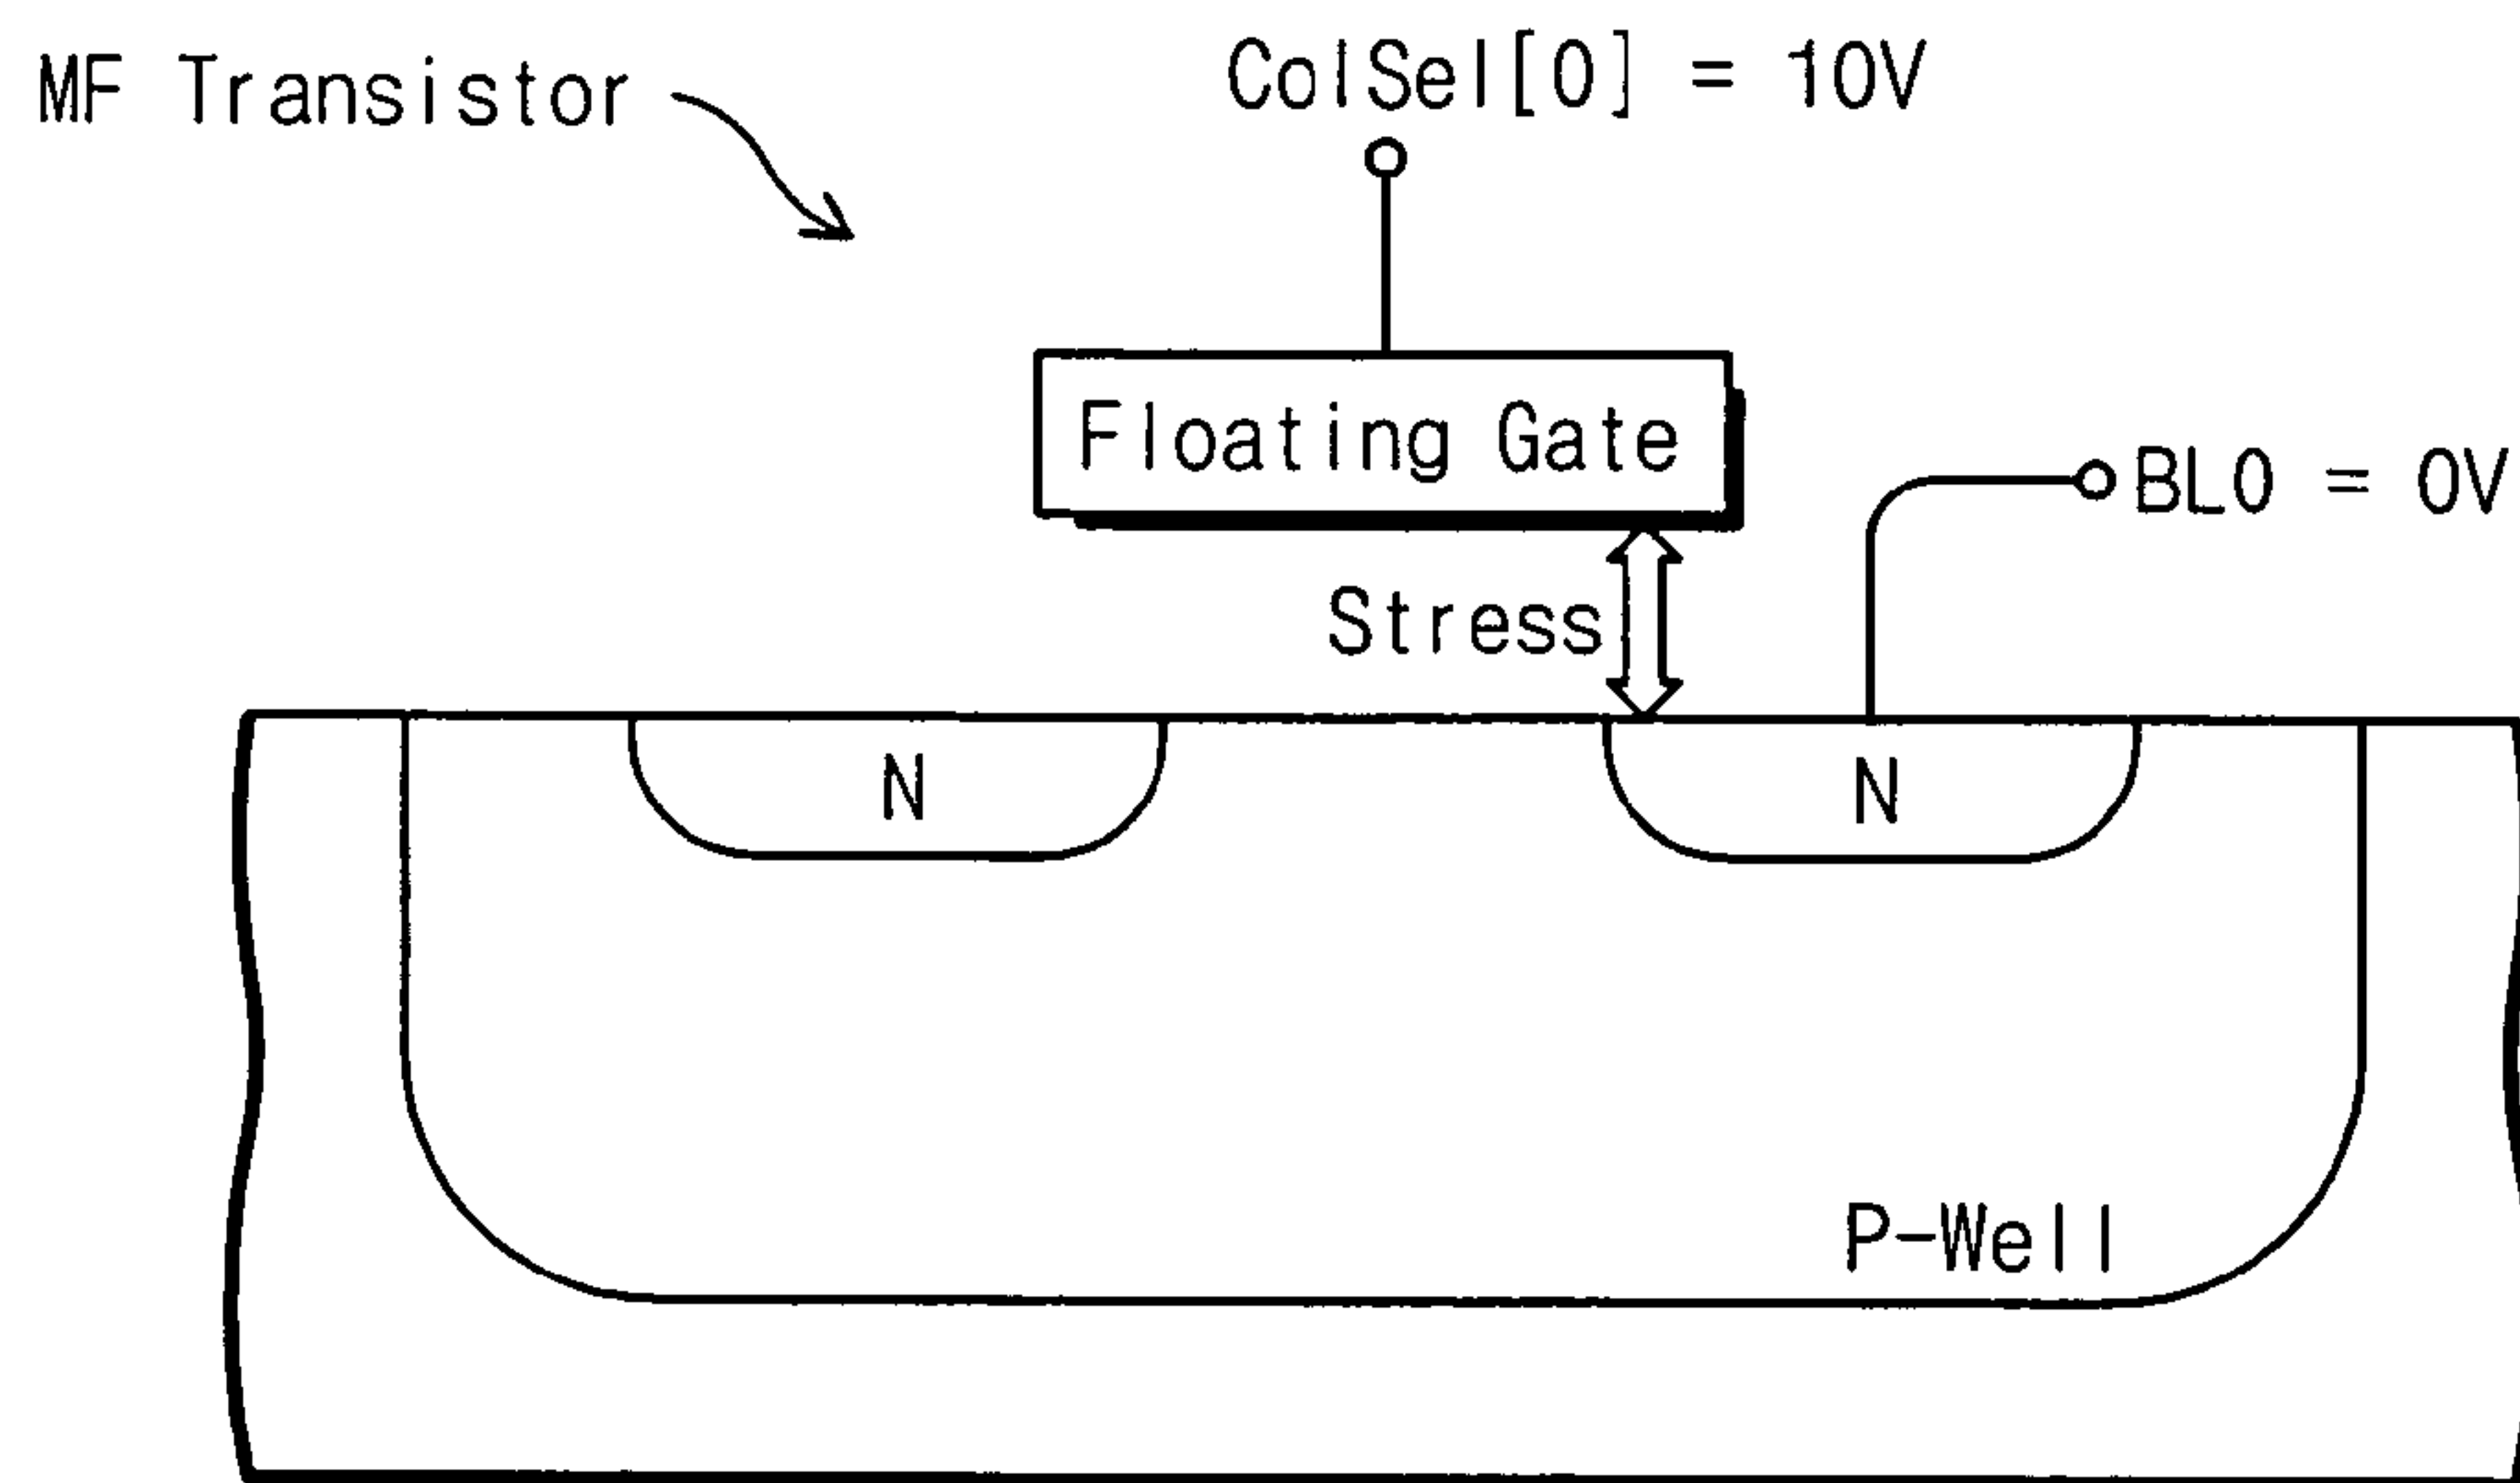 MF Transistor
ColSel[0] = 10V
Floating Gate
BL0 = 0V
Stress
N
N
P-Well